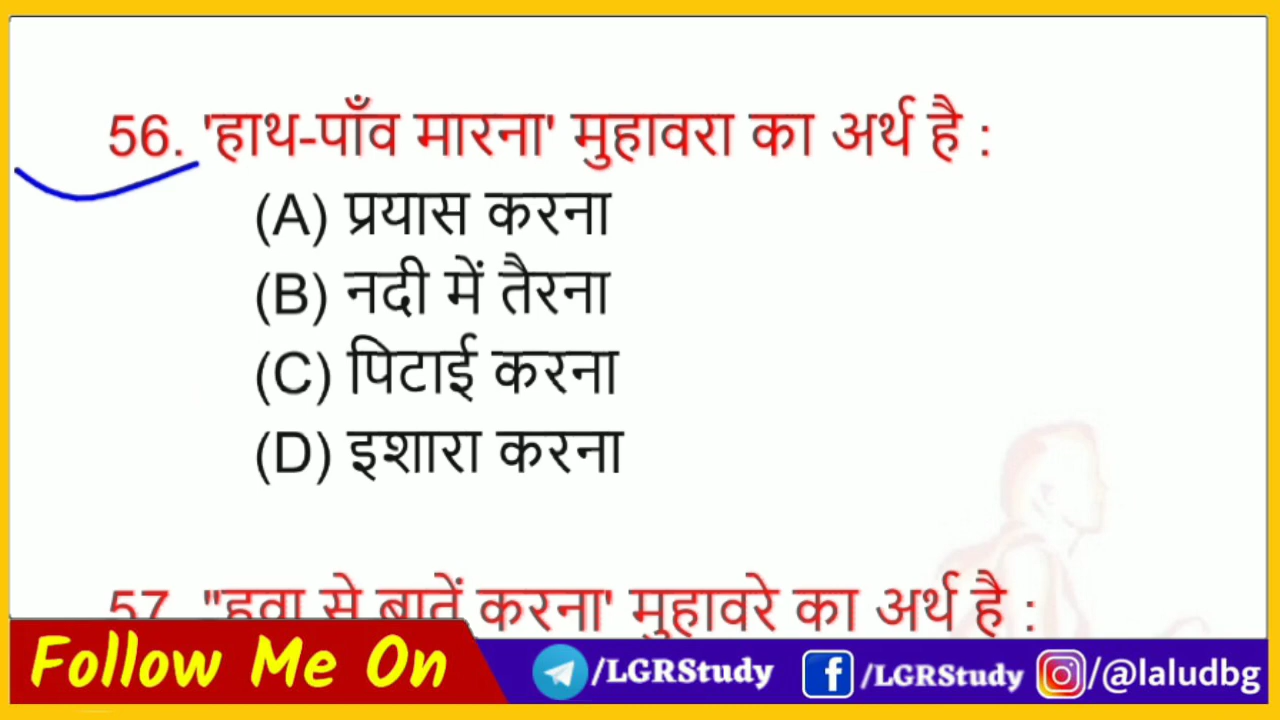 56. 'हाथ-पाँव मारना' मुहावरा का अर्थ है :
(A) प्रयास करना
(B) नदी में तैरना
(C) पिटाई करना
(D) इशारा करना
57. "हवा से बातें करना' मुहावरे का अर्थ है :
Follow Me On /LGRStudy /LGRStudy /@laludbg